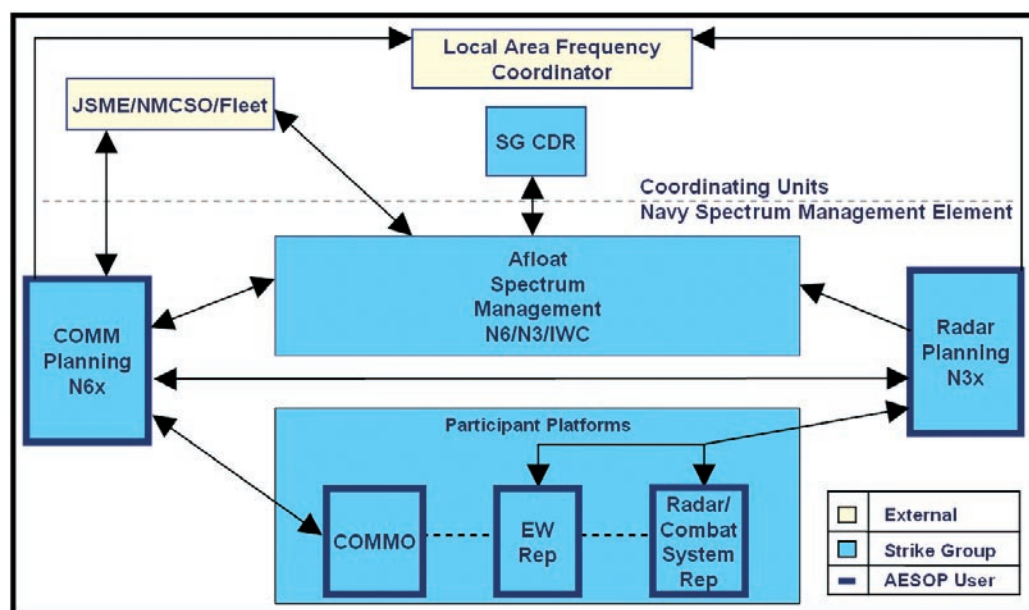 Local Area Frequency
Coordinator
JSME/NMCSO/Fleet
SG CDR
Coordinating Units
Navy Spectrum Management Element
Afloat
Spectrum
Management
N6/N3/IWC
COMM
Planning
N6x
Radar
Planning
N3x
Participant Platforms
COMMO
EW
Rep
Radar/
Combat
System
Rep
External
Strike Group
AESOP User